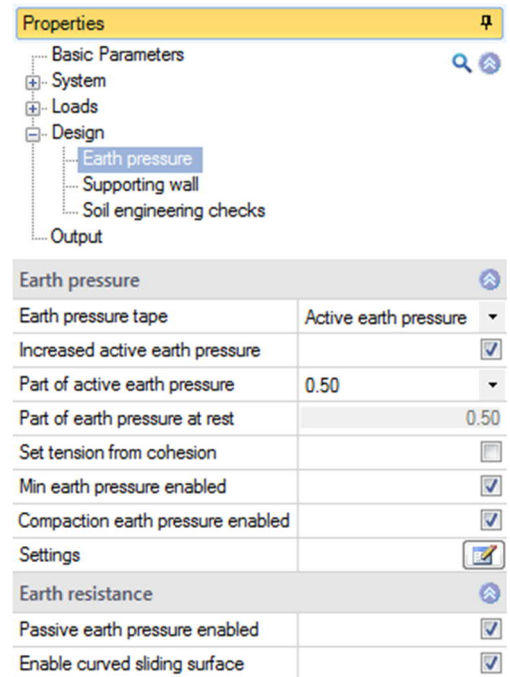 Properties
Basic Parameters
System
Loads
Design
Earth pressure
Supporting wall
Soil engineering checks
Output
Earth pressure
Earth pressure tape Active earth pressure
Increased active earth pressure
Part of active earth pressure 0.50
Part of earth pressure at rest 0.50
Set tension from cohesion
Min earth pressure enabled
Compaction earth pressure enabled
Settings
Earth resistance
Passive earth pressure enabled
Enable curved sliding surface